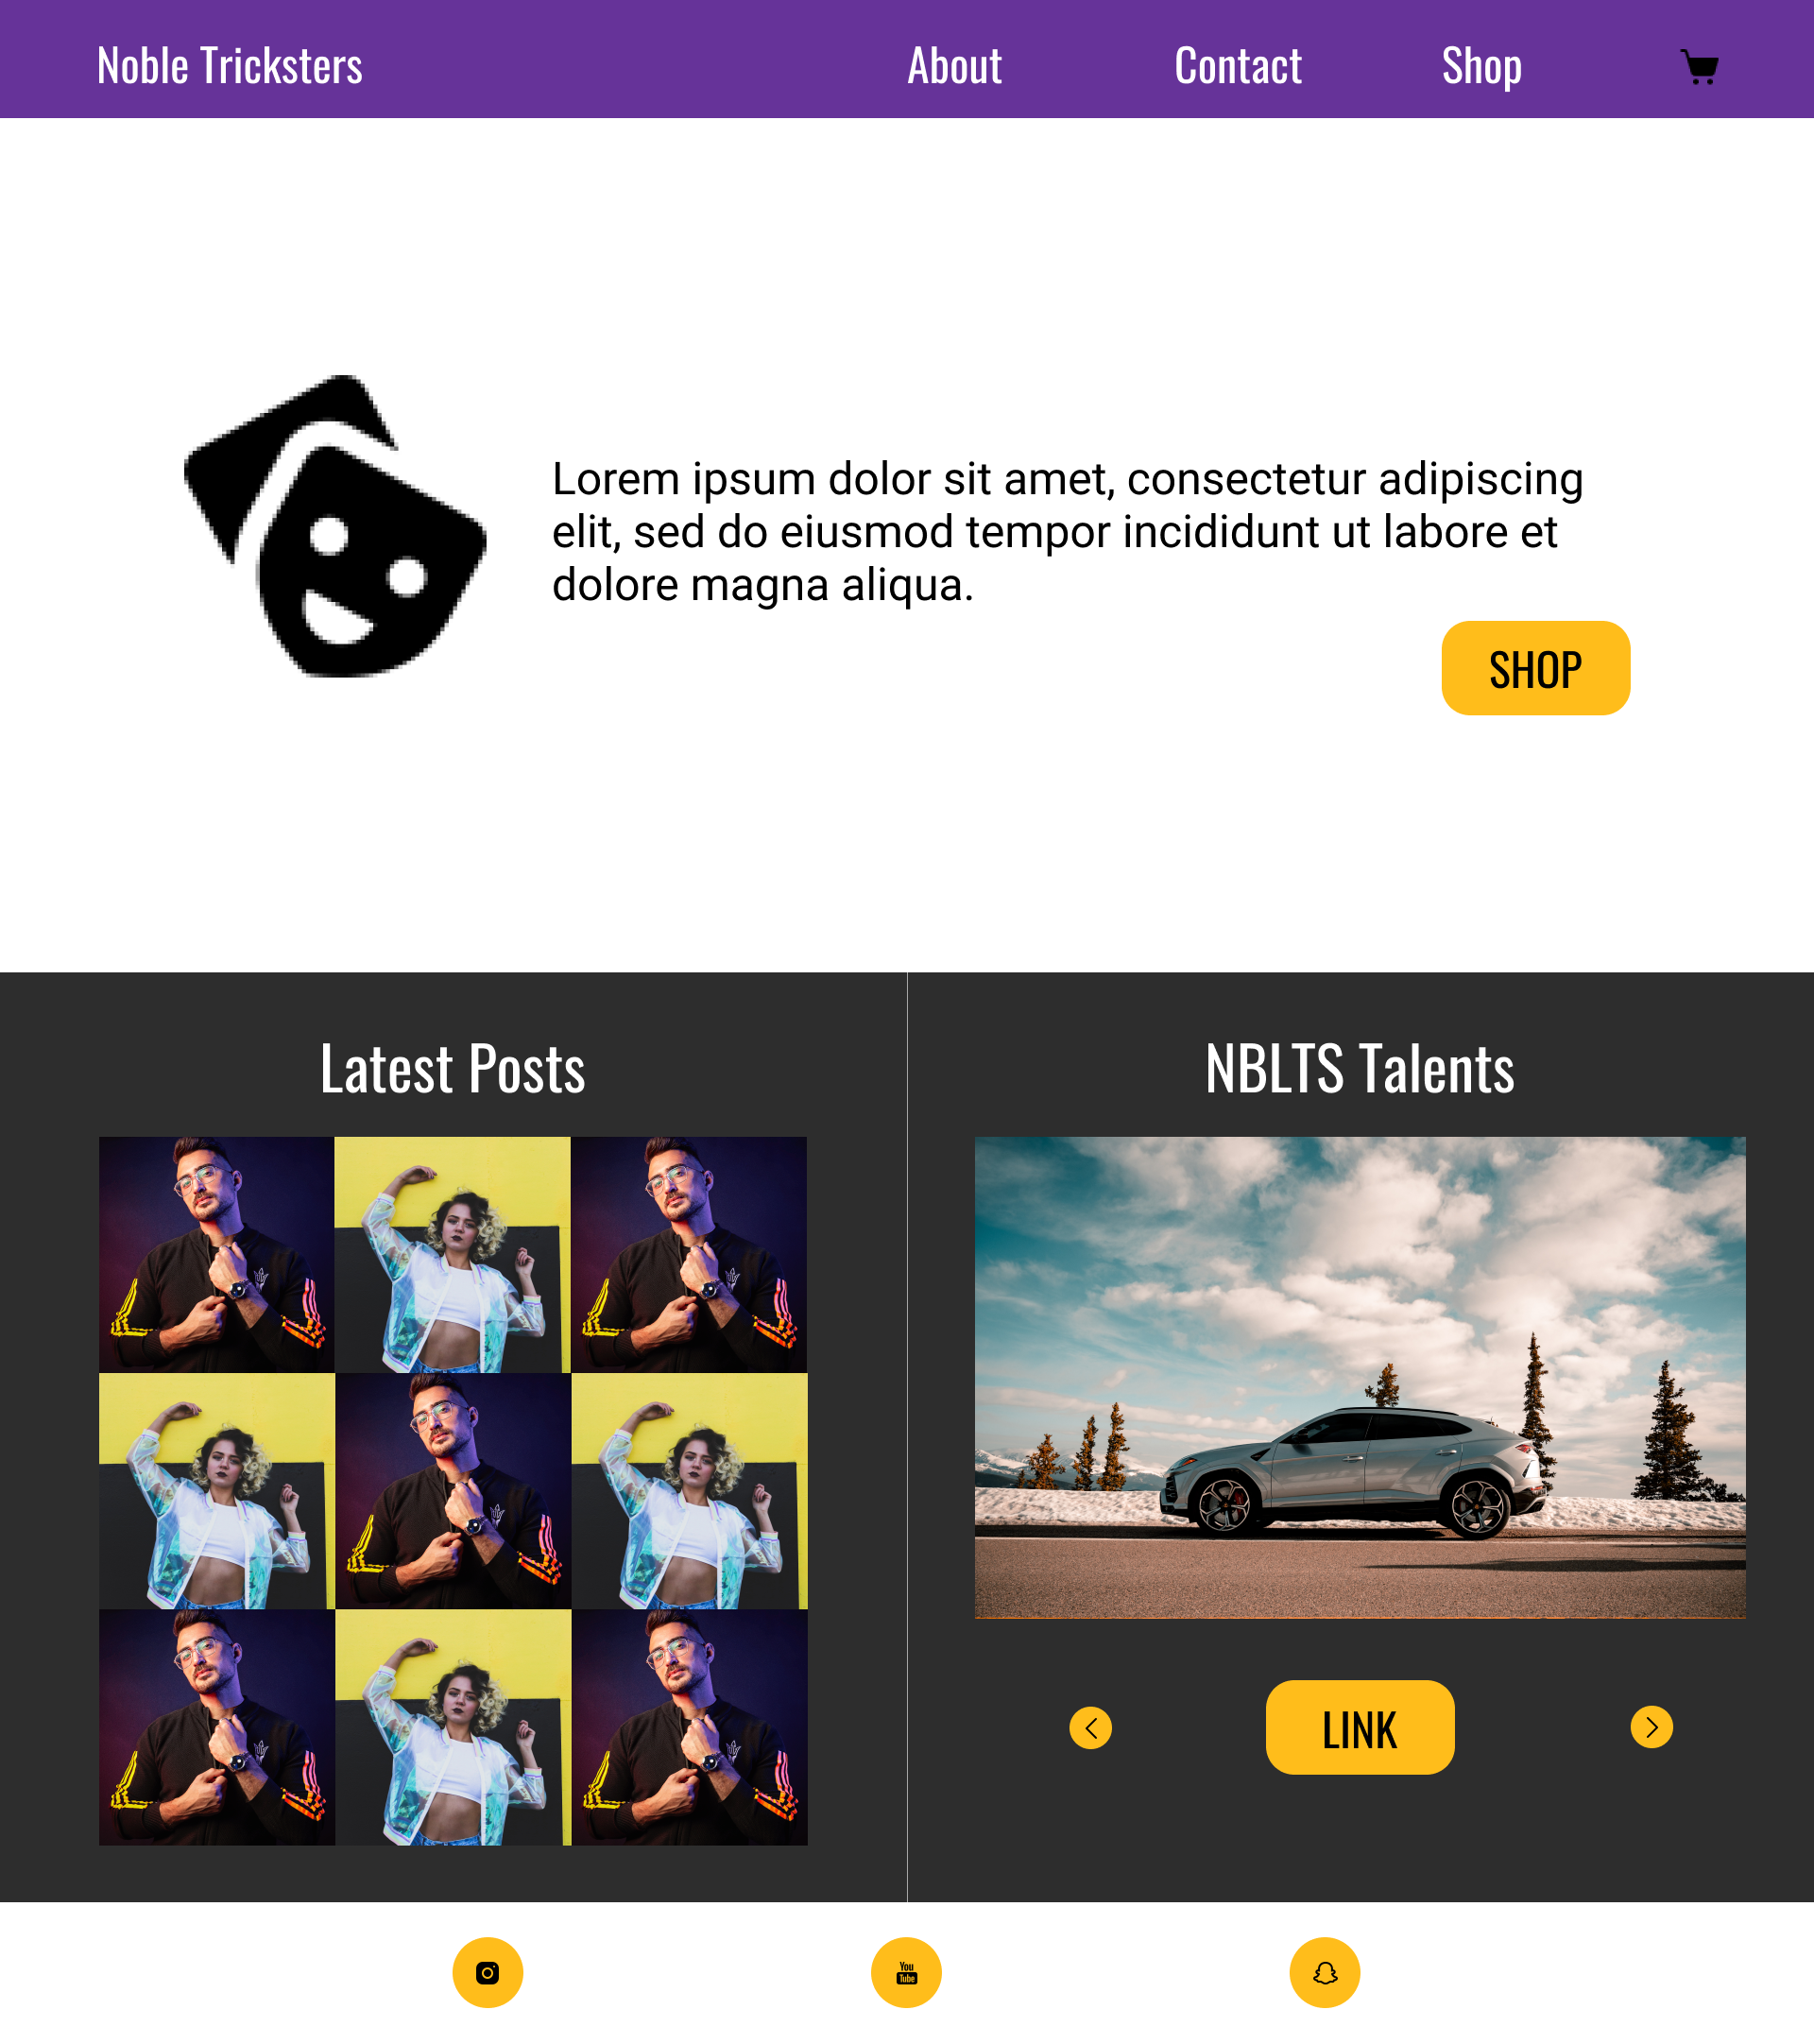 Noble Tricksters
About
Contact
Shop
Lorem ipsum dolor sit amet, consectetur adipiscing
elit, sed do eiusmod tempor incididunt ut labore et
dolore magna aliqua.
SHOP
Latest Posts
NBLTS Talents
LINK
You
Tube